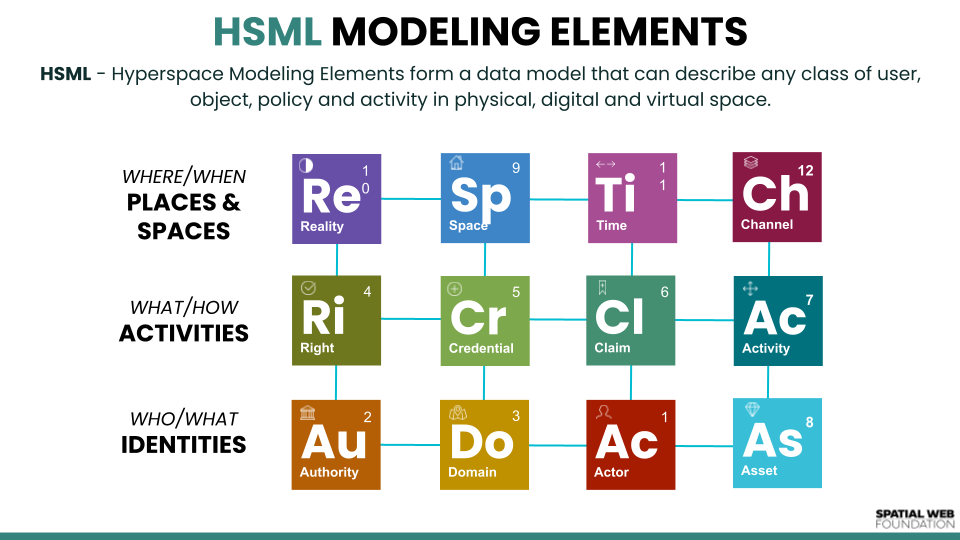 HSML MODELING ELEMENTS
HSML - Hyperspace Modeling Elements form a data model that can describe any class of user,
object, policy and activity in physical, digital and virtual space.
WHERE/WHEN
PLACES &
SPACES
1
0
Re
Reality
9
Sp
Space
1
1
Ti
Time
12
Ch
Channel
WHAT/HOW
ACTIVITIES
4
Ri
Right
5
Cr
Credential
6
Cl
Claim
7
Ac
Activity
WHO/WHAT
IDENTITIES
2
Au
Authority
3
Do
Domain
1
Ac
Actor
8
As
Asset
SPATIAL WEB
FOUNDATION